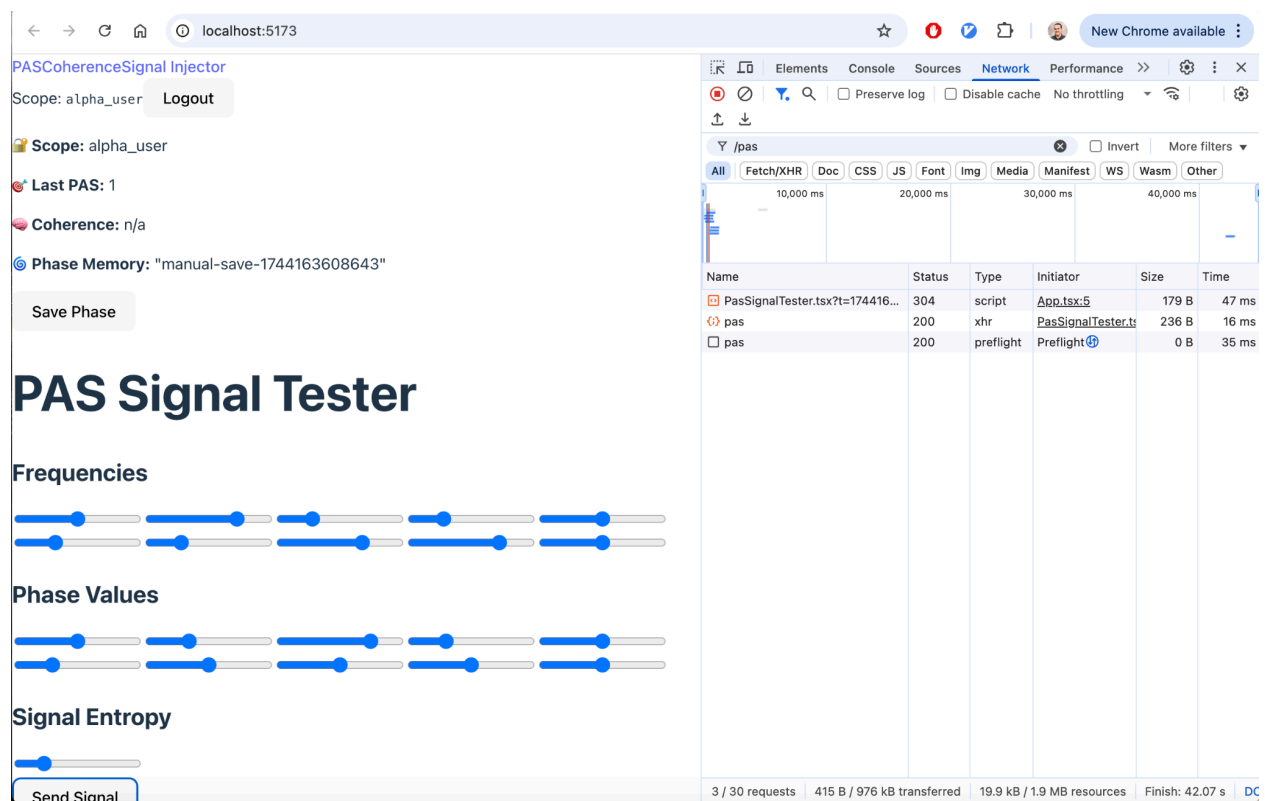 localhost:5173
New Chrome available
PASCoherenceSignal Injector
Scope: alpha_user Logout
🔐 Scope: alpha_user
🎯 Last PAS: 1
🧠 Coherence: n/a
🌀 Phase Memory: "manual-save-1744163608643"
Save Phase
PAS Signal Tester
Frequencies
Phase Values
Signal Entropy
Send Signal
Elements Console Sources Network Performance
Preserve log Disable cache No throttling
/pas Invert More filters
All Fetch/XHR Doc CSS JS Font Img Media Manifest WS Wasm Other
10,000 ms 20,000 ms 30,000 ms 40,000 ms
Name Status Type Initiator Size Time
PasSignalTester.tsx?t=174416... 304 script App.tsx:5 179 B 47 ms
pas 200 xhr PasSignalTester.ts 236 B 16 ms
pas 200 preflight Preflight 0 B 35 ms
3 / 30 requests 415 B / 976 kB transferred 19.9 kB / 1.9 MB resources Finish: 42.07 s DO